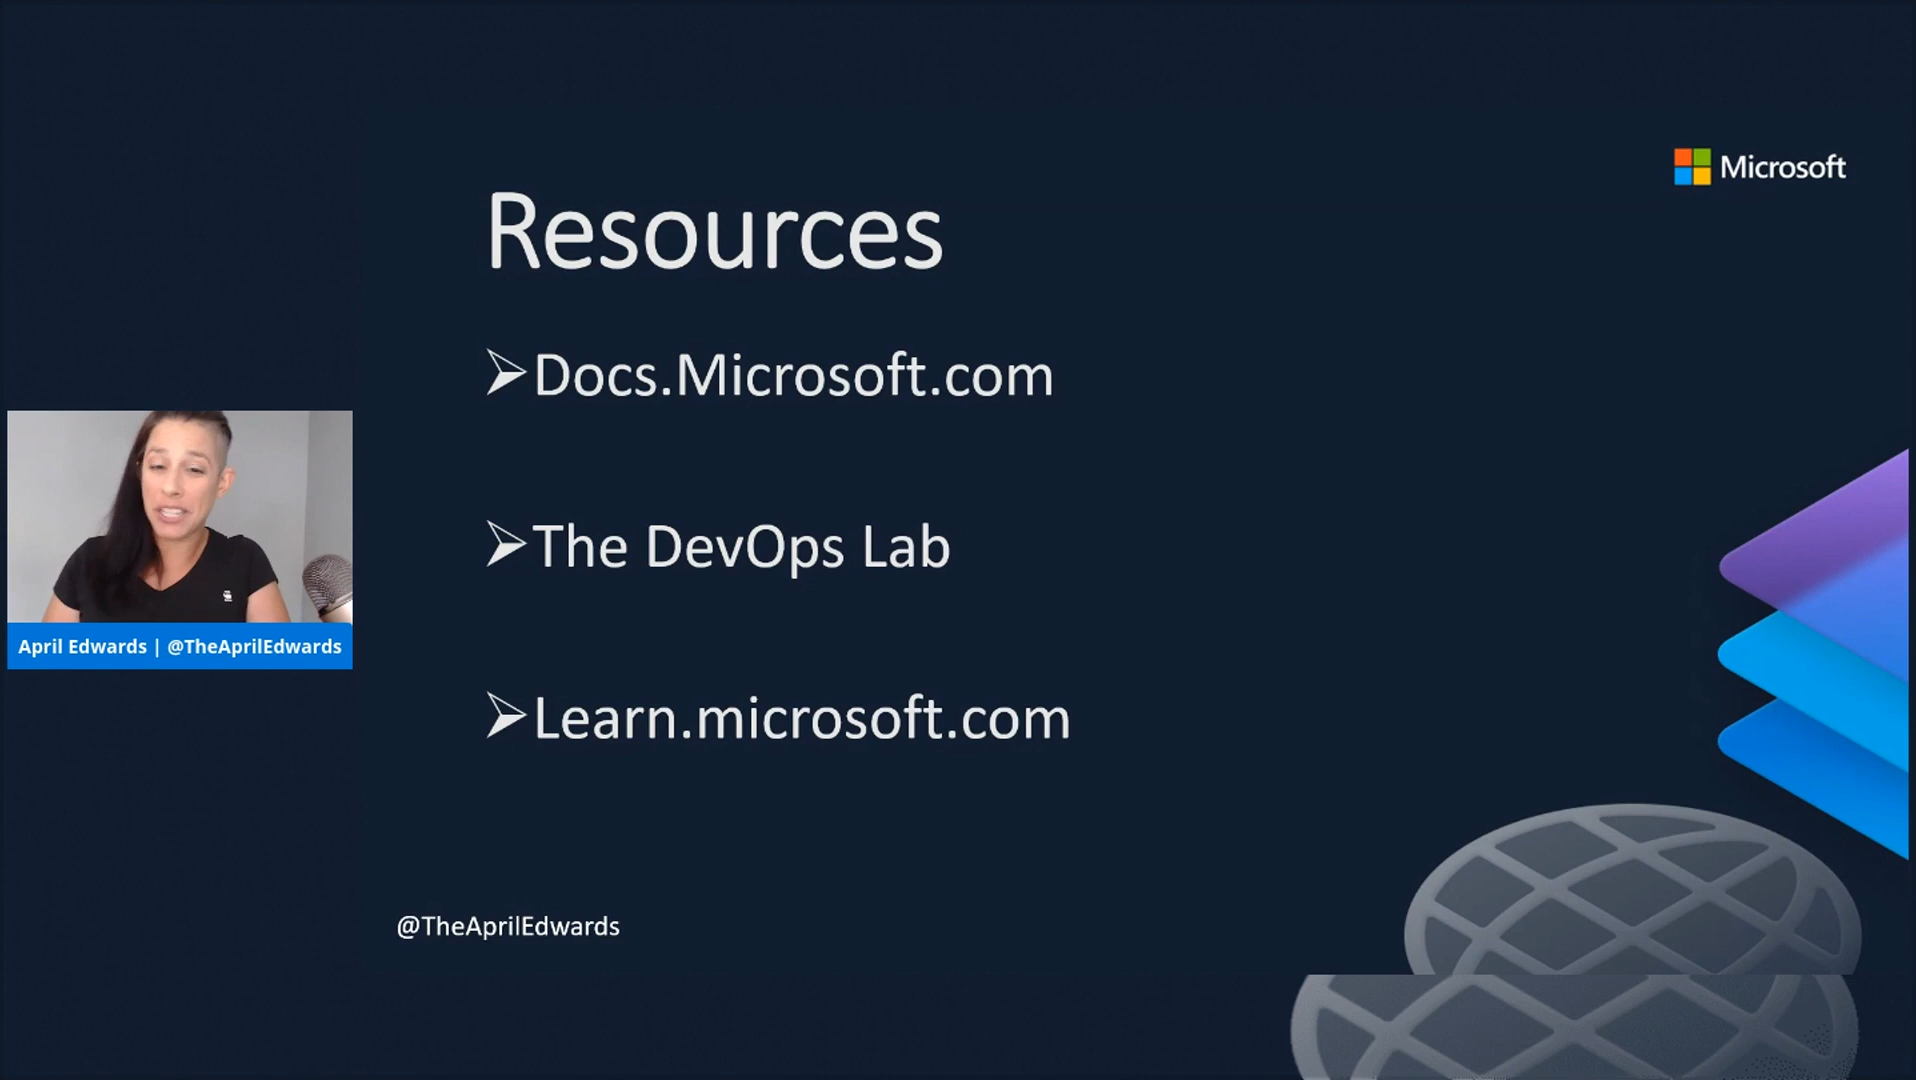 Microsoft
Resources
Docs.Microsoft.com
The DevOps Lab
April Edwards | @TheAprilEdwards
Learn.microsoft.com
@TheAprilEdwards